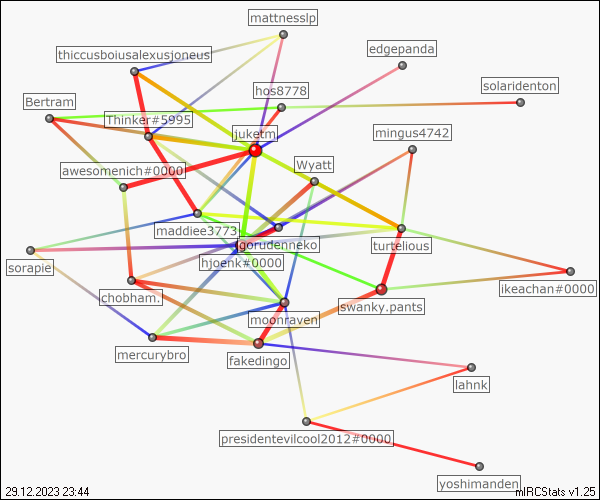 mattnesslp
edgepanda
thiccusboiusalexusjoneus
solaridenton
hos8778
Bertram
Thinker#5995
juketm
mingus4742
Wyatt
awesomenich#0000
maddiee3773
gorudenneko
turtelious
hjoenk#0000
sorapie
ikeachan#0000
chobham.
swanky.pants
moonraven
mercurybro
fakedingo
lahnk
presidentevilcool2012#0000
yoshimanden
29.12.2023 23:44
mIRCStats v1.25